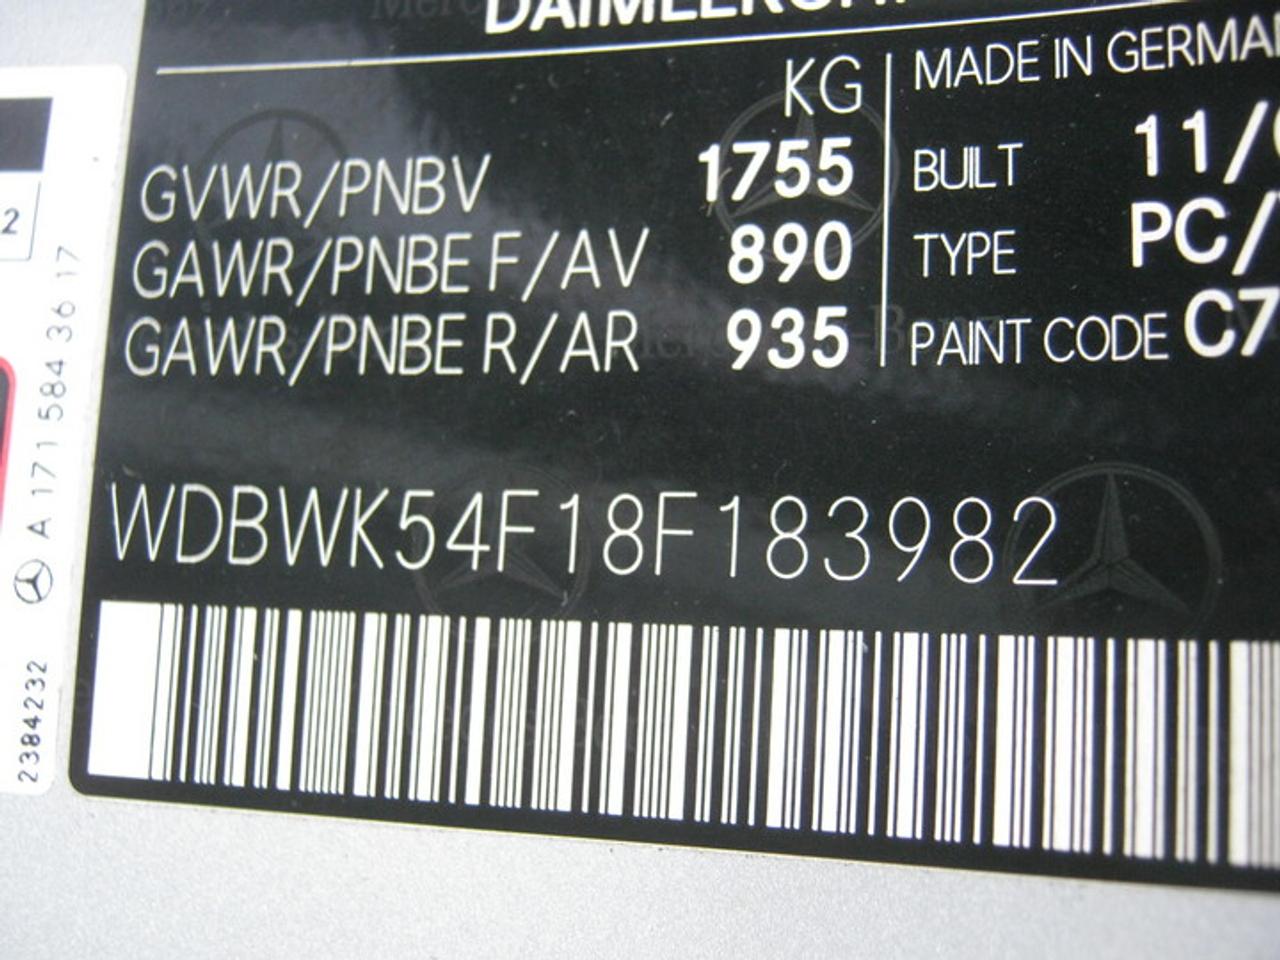 DAIMLERCH
KG
GVWR/PNBV 1755
GAWR/PNBE F/AV 890
GAWR/PNBE R/AR 935
MADE IN GERMA
BUILT 11/
TYPE PC/
PAINT CODE C7
WDBWK54F18F183982
2
A 171 584 36 17
2384232